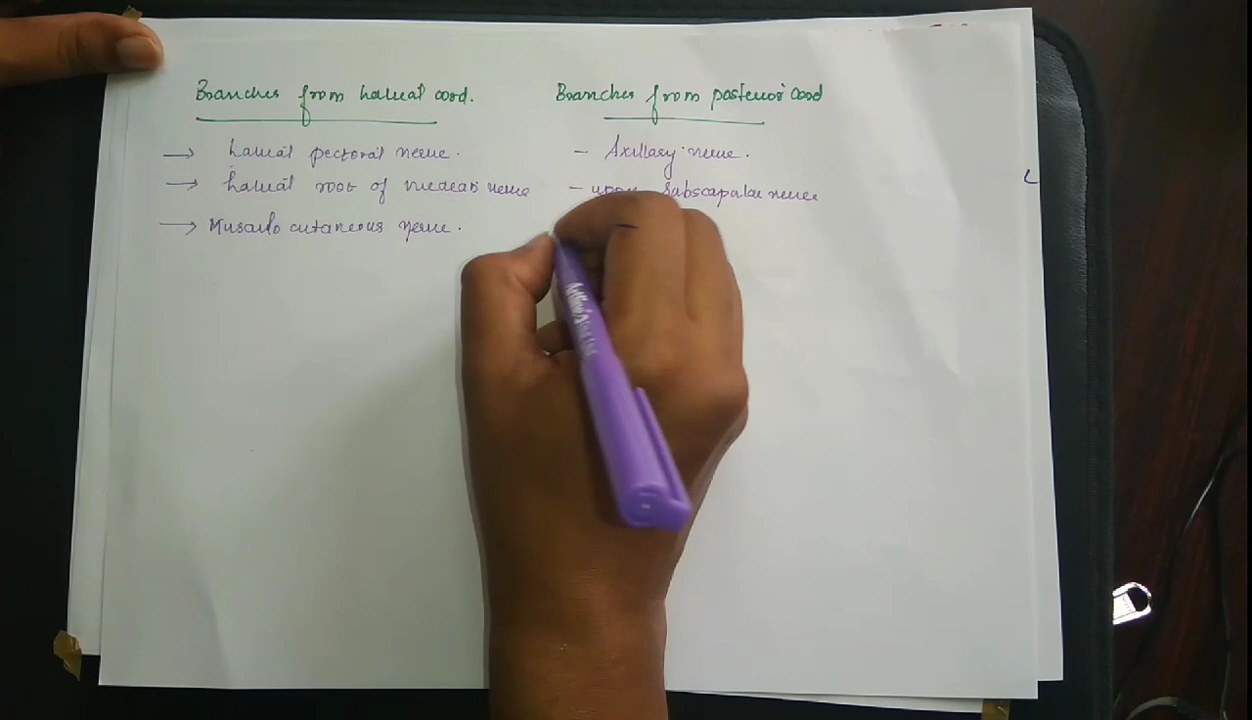 Branches from lateral cord.
→ Lateral pectoral nerve.
→ Lateral root of median nerve
→ Musculo cutaneous nerve.
Branches from posterior cord
- Axillary nerve.
- upper subscapular nerve